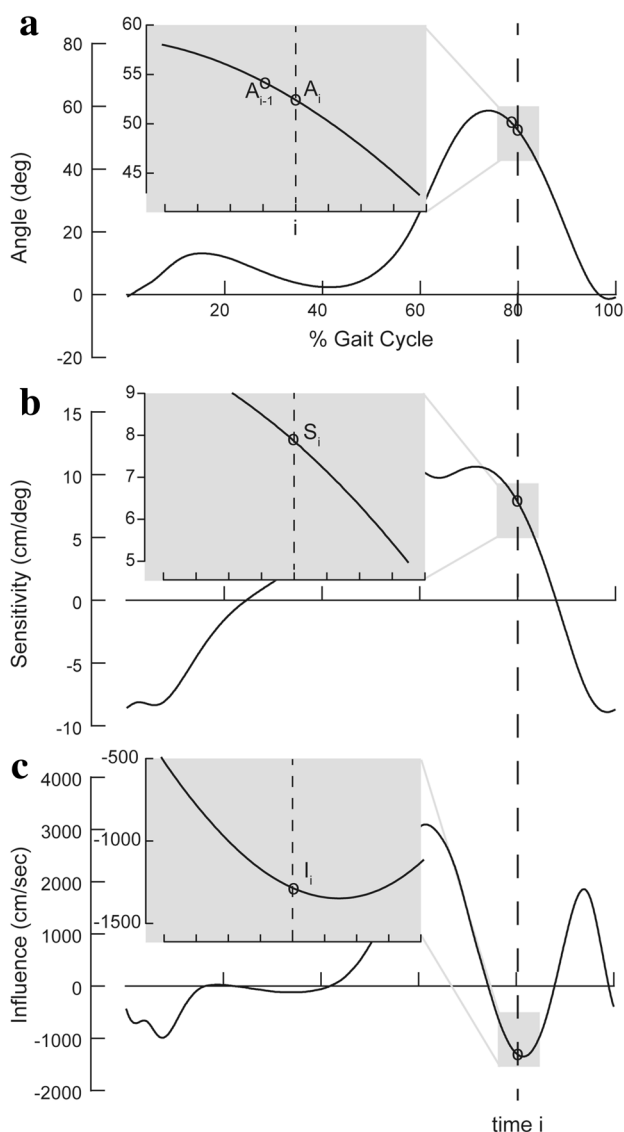 a
Angle (deg)
80
60
40
20
0
-20
60
55
50
45
A i-1
A i
i
20
40
60
80
100
% Gait Cycle
b
Sensitivity (cm/deg)
15
10
5
0
-5
-10
9
8
7
6
5
S i
c
Influence (cm/sec)
4000
3000
2000
1000
0
-1000
-2000
-500
-1000
-1500
I i
time i